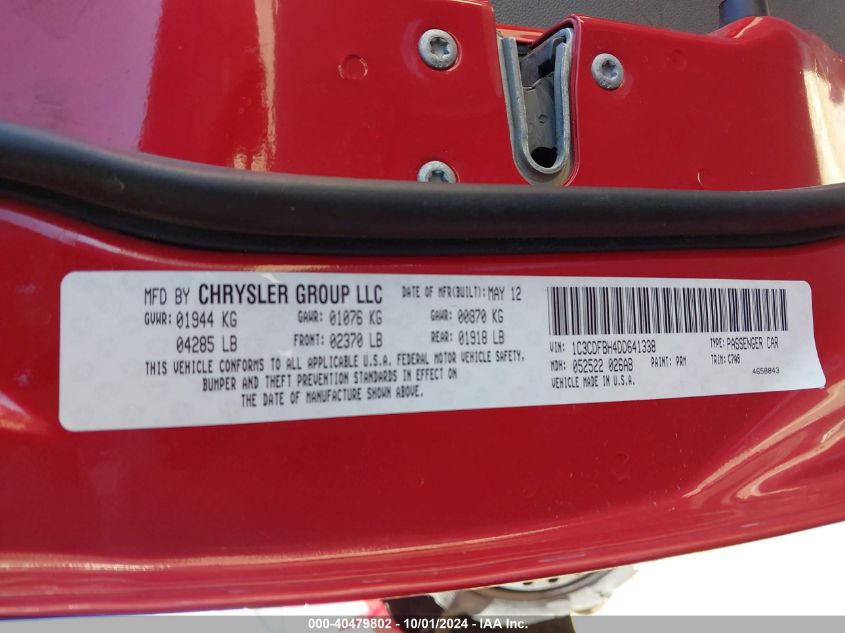 MFD BY CHRYSLER GROUP LLC DATE OF MFR(BUILT): MAY 12
GVWR: 01944 KG GAWR: 01076 KG GAWR: 00870 KG
04285 LB FRONT: 02370 LB REAR: 01918 LB
THIS VEHICLE CONFORMS TO ALL APPLICABLE U.S.A. FEDERAL MOTOR VEHICLE SAFETY,
BUMPER AND THEFT PREVENTION STANDARDS IN EFFECT ON
THE DATE OF MANUFACTURE SHOWN ABOVE.
VIN: 1C3CDFBH4DD641338 TYPE: PASSENGER CAR
MDH: 052522 026AB PAINT: PRM TRIM: C7X8
VEHICLE MADE IN U.S.A. 4658843
000-40479802 - 10/01/2024 - IAA Inc.